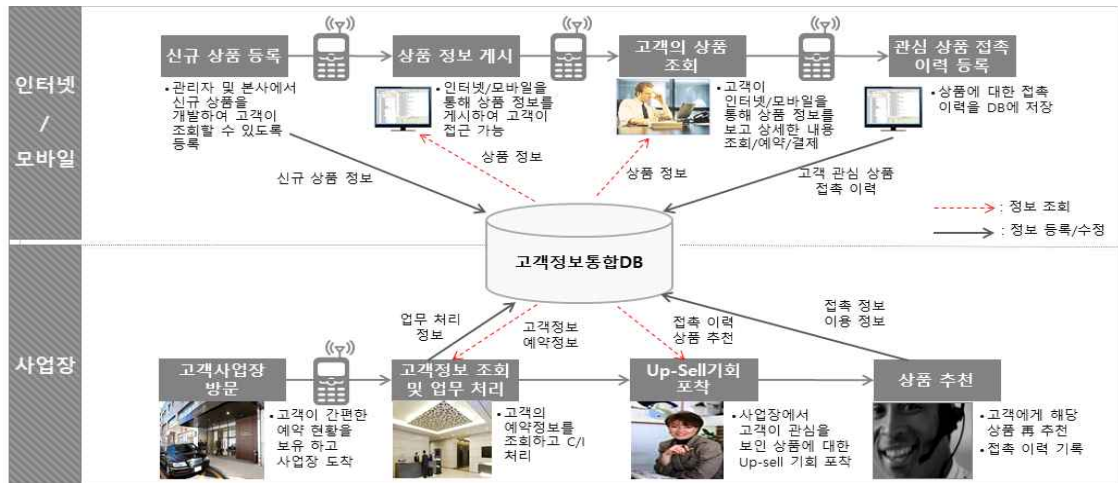 인터넷
/
모바일
신규 상품 등록
상품 정보 게시
고객의 상품
조회
관심 상품 접촉
이력 등록
•관리자 및 본사에서
신규 상품을
개발하여 고객이
조회할 수 있도록
등록
•인터넷/모바일을
통해 상품 정보를
게시하여 고객이
접근 가능
•고객이
인터넷/모바일을
통해 상품 정보를
보고 상세한 내용
조회/예약/결제
•상품에 대한 접촉
이력을 DB에 저장
신규 상품 정보
상품 정보
상품 정보
고객 관심 상품
접촉 이력
: 정보 조회
: 정보 등록/수정
고객정보통합DB
사업장
업무 처리
정보
고객정보
예약정보
접촉 이력
상품 추천
접촉 정보
이용 정보
고객사업장
방문
고객정보 조회
및 업무 처리
Up-Sell기회
포착
상품 추천
•고객이 간편한
예약 현황을
보유 하고
사업장 도착
•고객의
예약정보를
조회하고 C/I
처리
•사업장에서
고객이 관심을
보인 상품에 대한
Up-sell 기회 포착
•고객에게 해당
상품 再 추천
•접촉 이력 기록